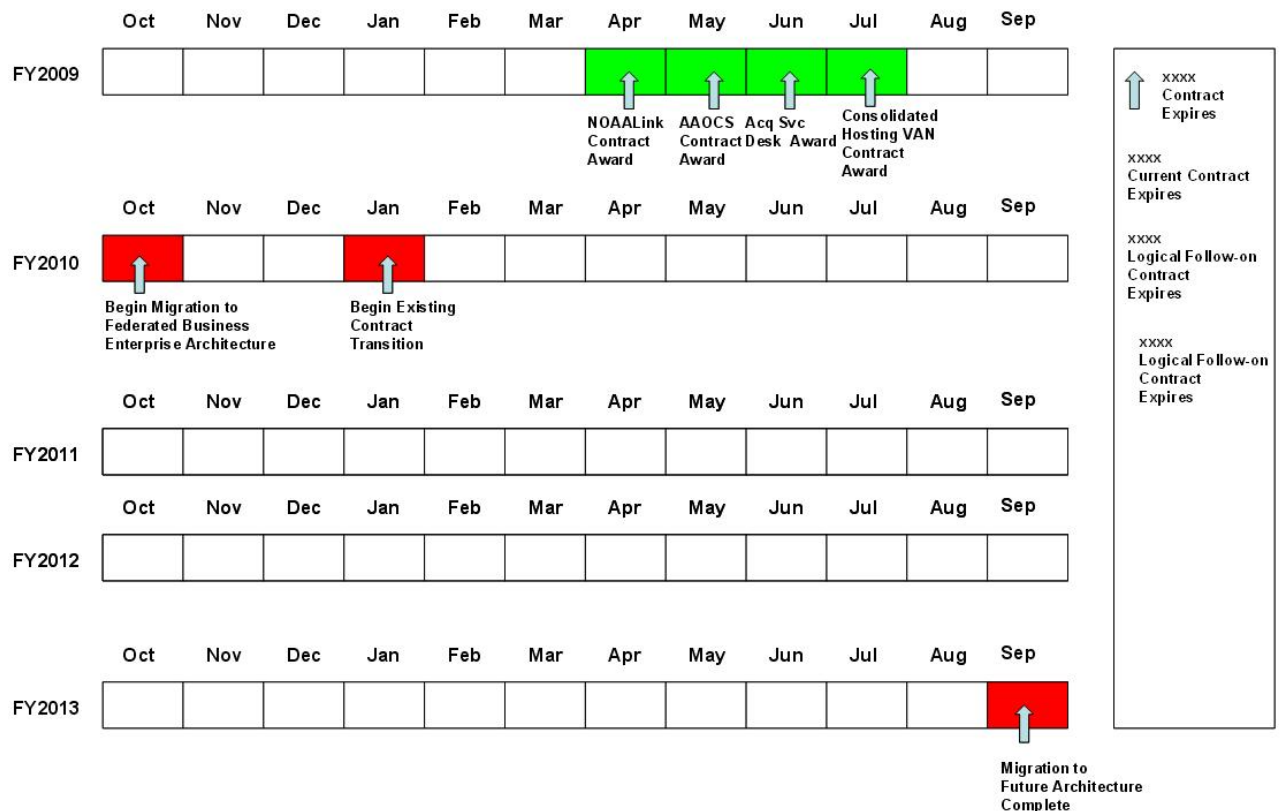 Oct Nov Dec Jan Feb Mar Apr May Jun Jul Aug Sep
FY2009
NOAALink
Contract
Award
AAOCS
Contract
Award
Acq Svc
Desk Award
Consolidated
Hosting VAN
Contract
Award
Oct Nov Dec Jan Feb Mar Apr May Jun Jul Aug Sep
FY2010
Begin Migration to
Federated Business
Enterprise Architecture
Begin Existing
Contract
Transition
Oct Nov Dec Jan Feb Mar Apr May Jun Jul Aug Sep
FY2011
Oct Nov Dec Jan Feb Mar Apr May Jun Jul Aug Sep
FY2012
Oct Nov Dec Jan Feb Mar Apr May Jun Jul Aug Sep
FY2013
Migration to
Future Architecture
Complete
xxxx
Contract
Expires
xxxx
Current Contract
Expires
xxxx
Logical Follow-on
Contract
Expires
xxxx
Logical Follow-on
Contract
Expires